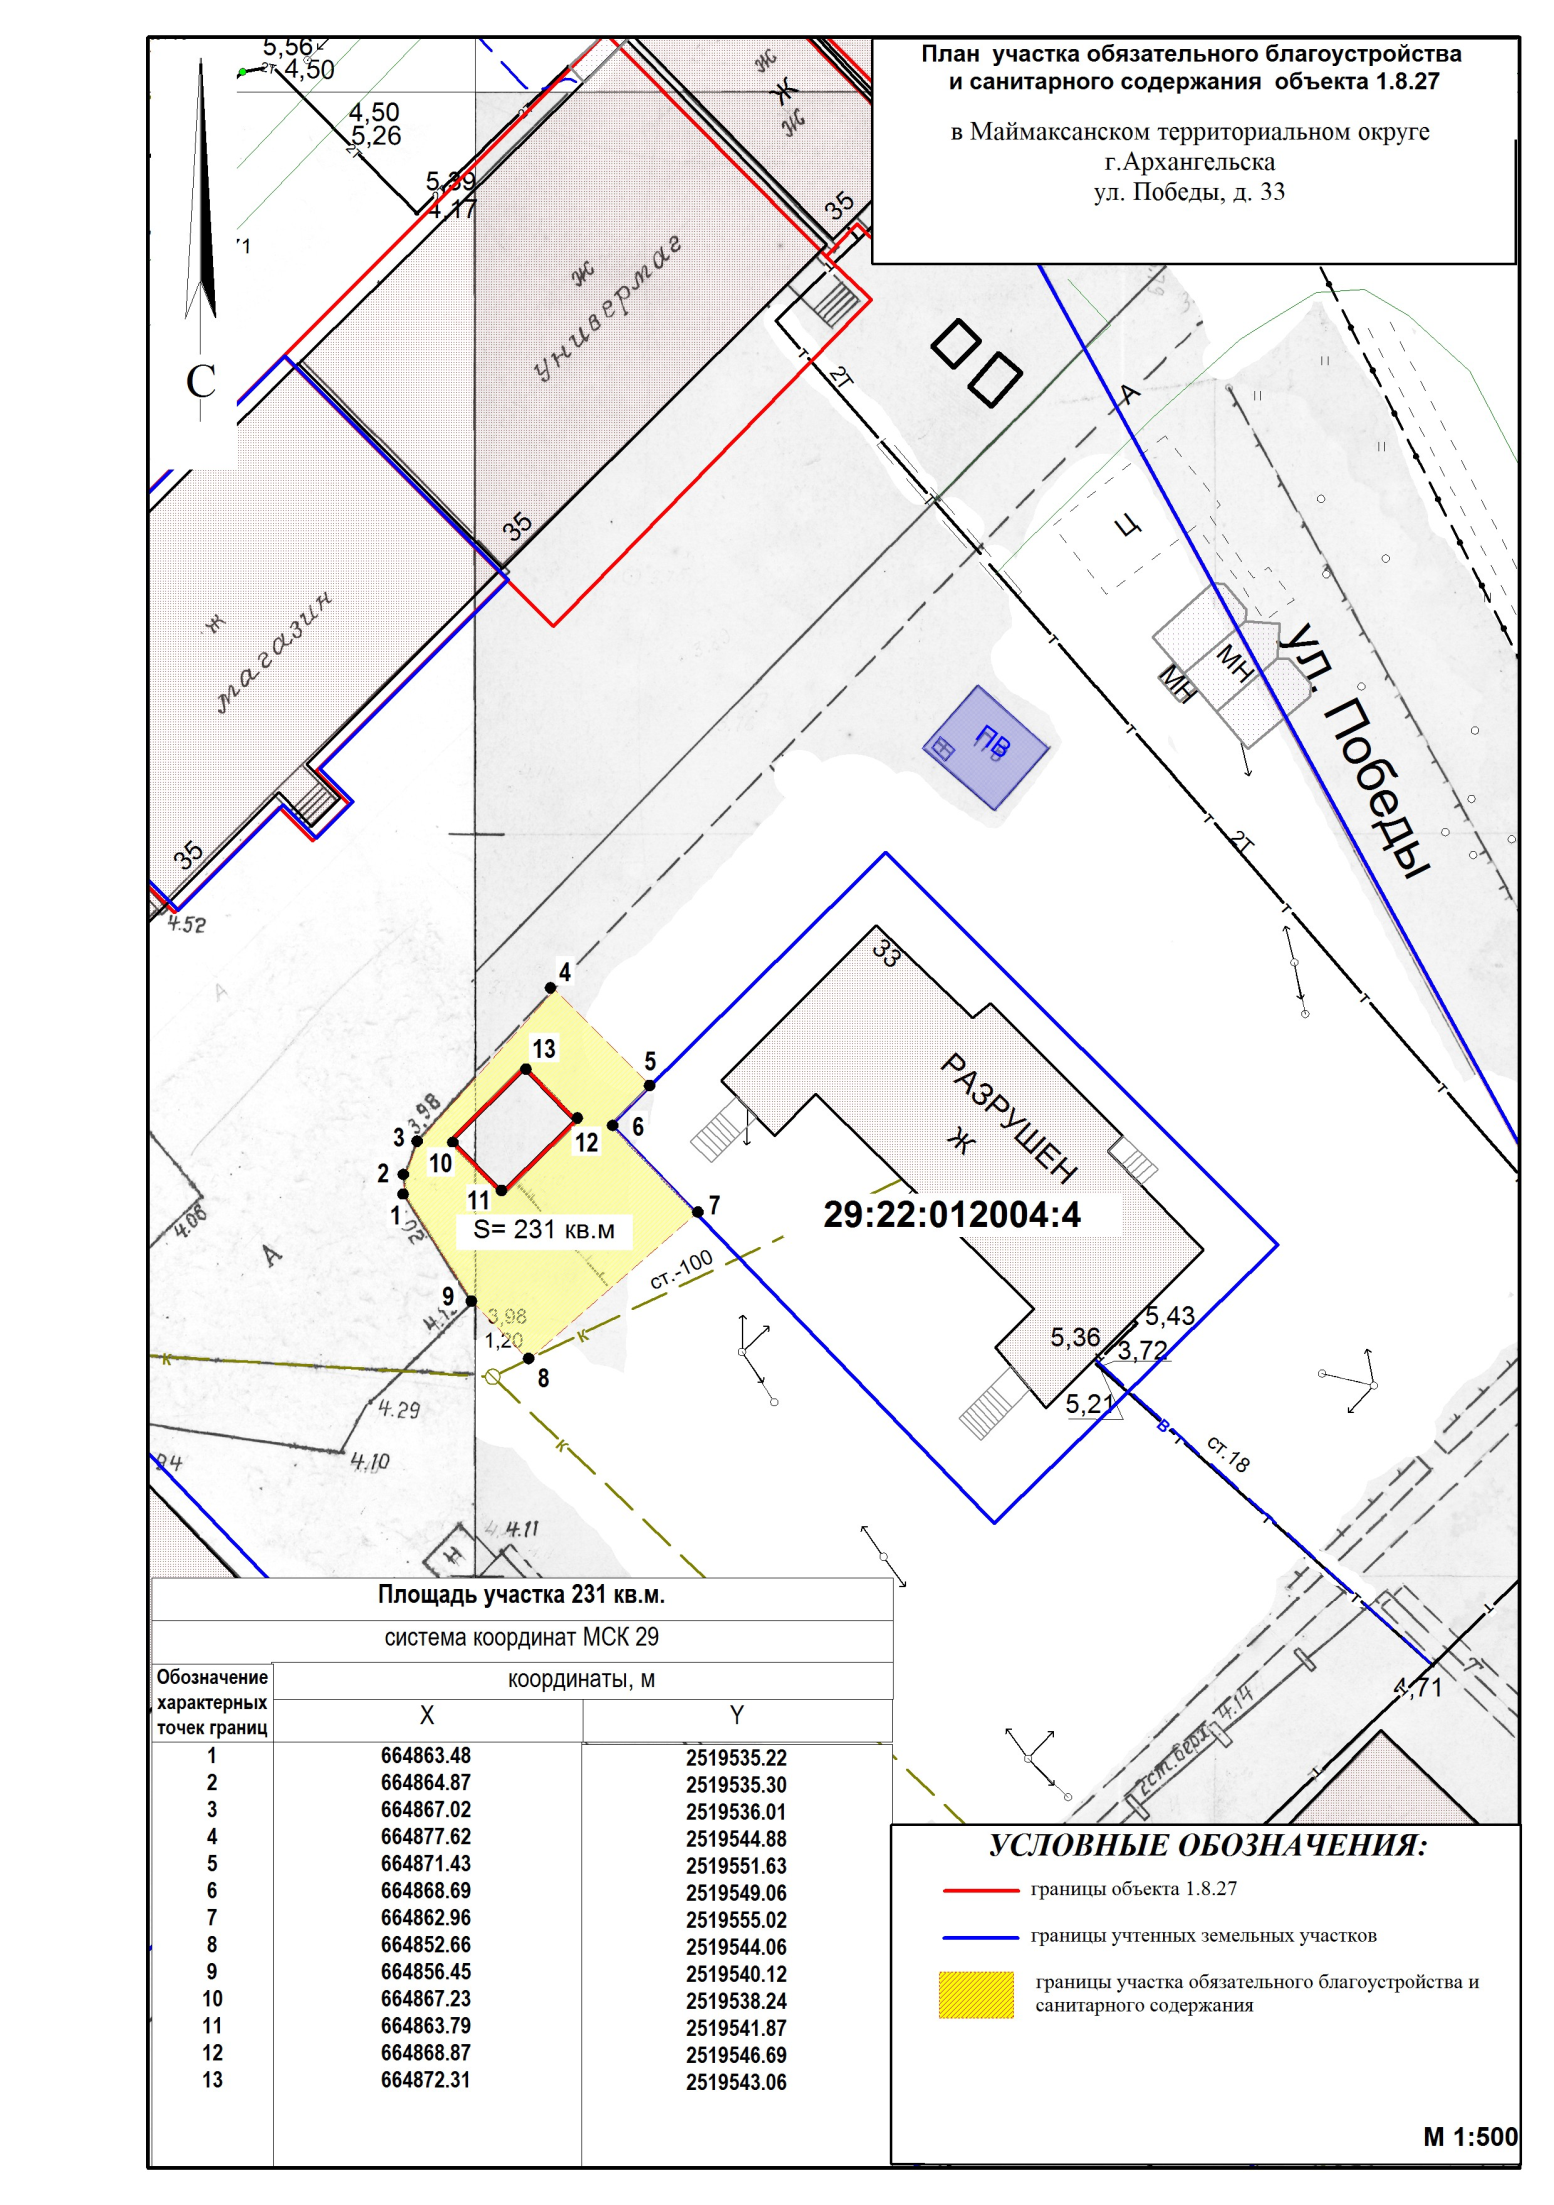 План участка обязательного благоустройства
и санитарного содержания объекта 1.8.27
в Маймаксанском территориальном округе
г.Архангельска
ул. Победы, д. 33
5,56
2т
4,50
4,50
5,26
2т
5,39
4,17
2т
ж
Ж
ж
35
ж
универмаг
С
35
т
2Т
т
А
Ц
т
МН
МН
ул. Победы
ж
магазин
35
4.52
ПВ
т
т
2Т
т
т
т
33
РАЗРУШЕН
Ж
29:22:012004:4
4
13
5
3,98
3
10
12
6
2
11
1
7
S= 231 кв.м
ст.-100
4.06
А
9
3,98
1,20
8
к
к
к
4.29
4.10
5,43
5,36
3,72
5,21
в
т
ст.18
т
т
4.11
Н
4,71
т
Т
т
2ст.берх. 4.14
Площадь участка 231 кв.м.
система координат МСК 29
Обозначение
характерных
точек границ
координаты, м
X Y
1 664863.48 2519535.22
2 664864.87 2519535.30
3 664867.02 2519536.01
4 664877.62 2519544.88
5 664871.43 2519551.63
6 664868.69 2519549.06
7 664862.96 2519555.02
8 664852.66 2519544.06
9 664856.45 2519540.12
10 664867.23 2519538.24
11 664863.79 2519541.87
12 664868.87 2519546.69
13 664872.31 2519543.06
УСЛОВНЫЕ ОБОЗНАЧЕНИЯ:
границы объекта 1.8.27
границы учтенных земельных участков
границы участка обязательного благоустройства и
санитарного содержания
М 1:500